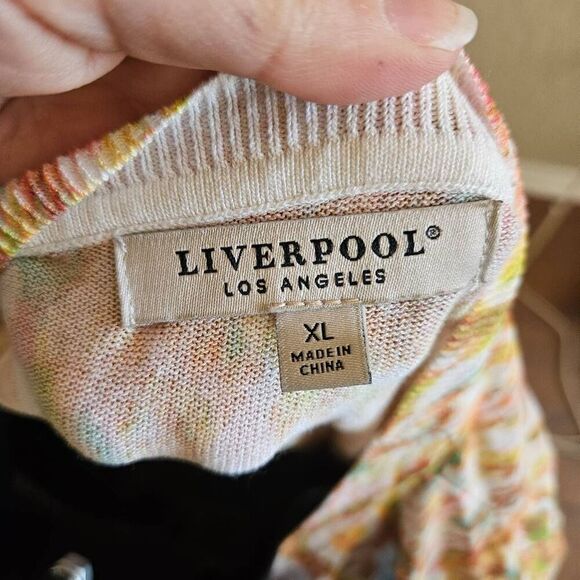 LIVERPOOL®
LOS ANGELES
XL
MADE IN
CHINA